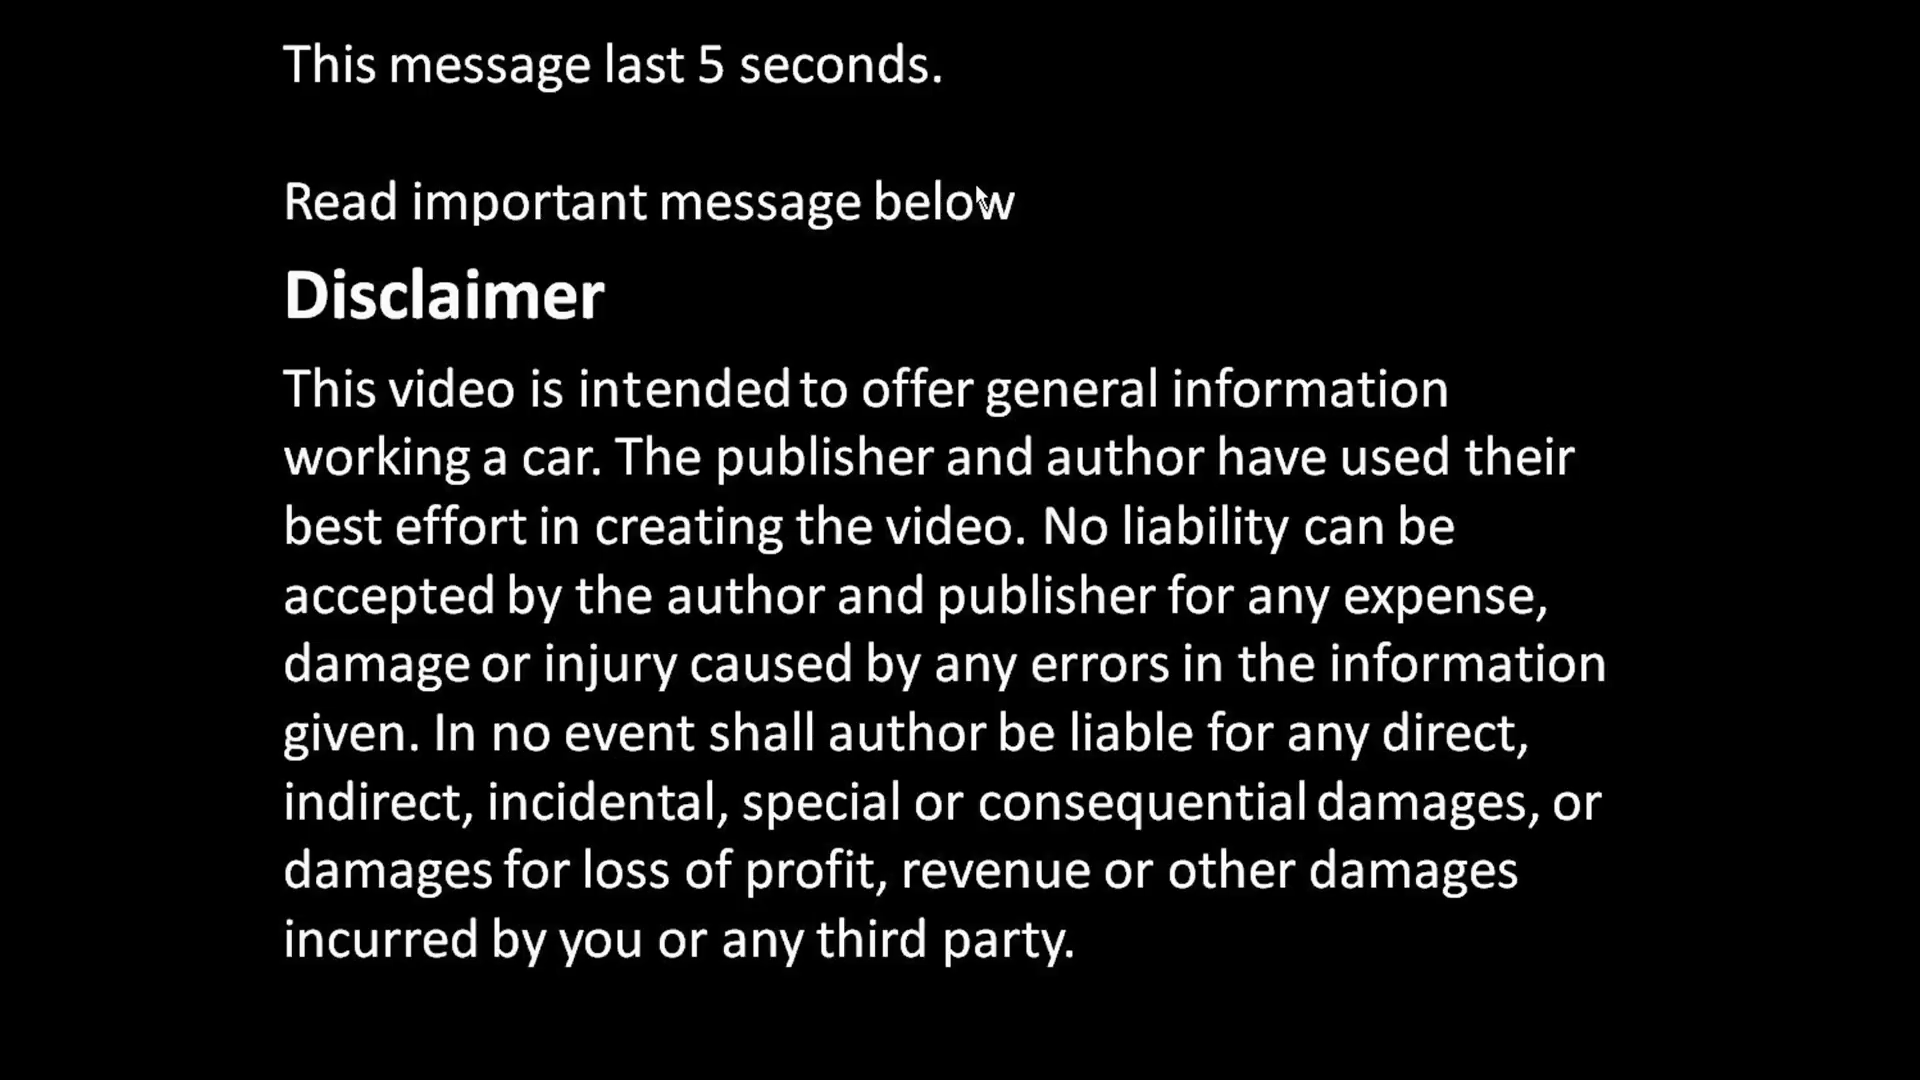 This message last 5 seconds.
Read important message below
Disclaimer
This video is intended to offer general information
working a car. The publisher and author have used their
best effort in creating the video. No liability can be
accepted by the author and publisher for any expense,
damage or injury caused by any errors in the information
given. In no event shall author be liable for any direct,
indirect, incidental, special or consequential damages, or
damages for loss of profit, revenue or other damages
incurred by you or any third party.